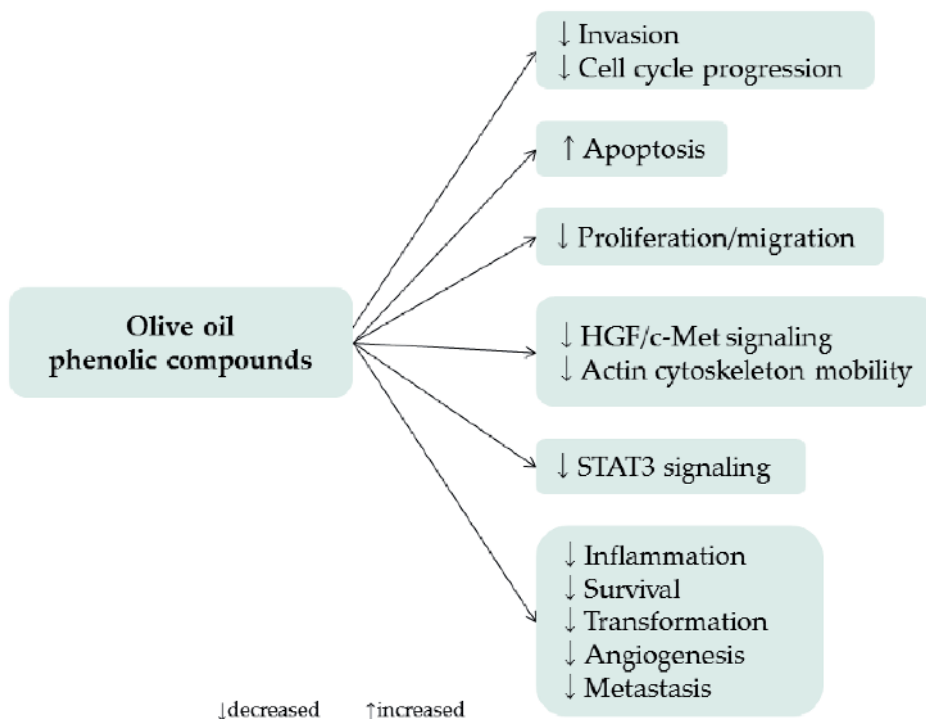 ↓ Invasion
↓ Cell cycle progression
↑ Apoptosis
↓ Proliferation/migration
Olive oil
phenolic compounds
↓ HGF/c-Met signaling
↓ Actin cytoskeleton mobility
↓ STAT3 signaling
↓ Inflammation
↓ Survival
↓ Transformation
↓ Angiogenesis
↓ Metastasis
↓decreased ↑increased